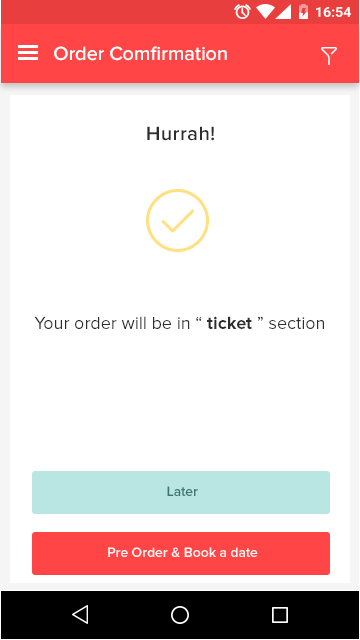 16:54
Order Comfirmation
Hurrah!
Your order will be in “ ticket ” section
Later
Pre Order & Book a date